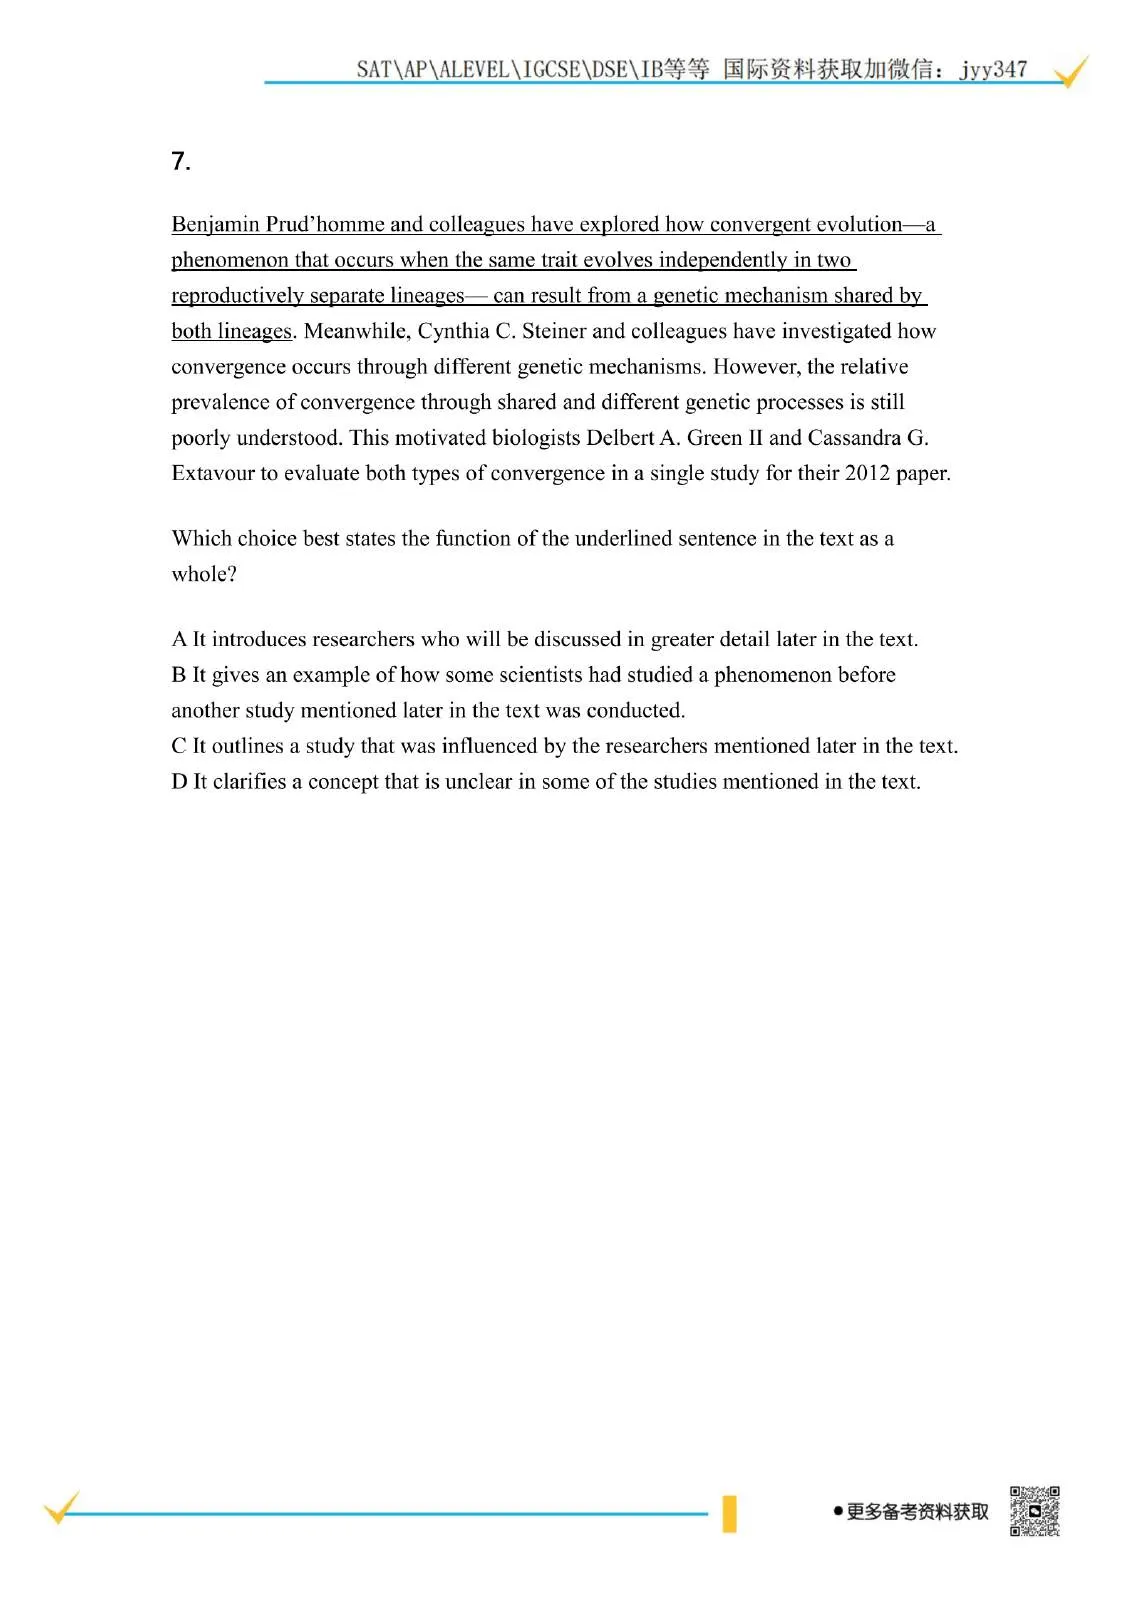 SAT\AP\ALEVEL\IGCSE\DSE\IB等等 国际资料获取加微信：jyy347
7.
Benjamin Prud’homme and colleagues have explored how convergent evolution—a
phenomenon that occurs when the same trait evolves independently in two
reproductively separate lineages— can result from a genetic mechanism shared by
both lineages. Meanwhile, Cynthia C. Steiner and colleagues have investigated how
convergence occurs through different genetic mechanisms. However, the relative
prevalence of convergence through shared and different genetic processes is still
poorly understood. This motivated biologists Delbert A. Green II and Cassandra G.
Extavour to evaluate both types of convergence in a single study for their 2012 paper.
Which choice best states the function of the underlined sentence in the text as a
whole?
A It introduces researchers who will be discussed in greater detail later in the text.
B It gives an example of how some scientists had studied a phenomenon before
another study mentioned later in the text was conducted.
C It outlines a study that was influenced by the researchers mentioned later in the text.
D It clarifies a concept that is unclear in some of the studies mentioned in the text.
●更多备考资料获取